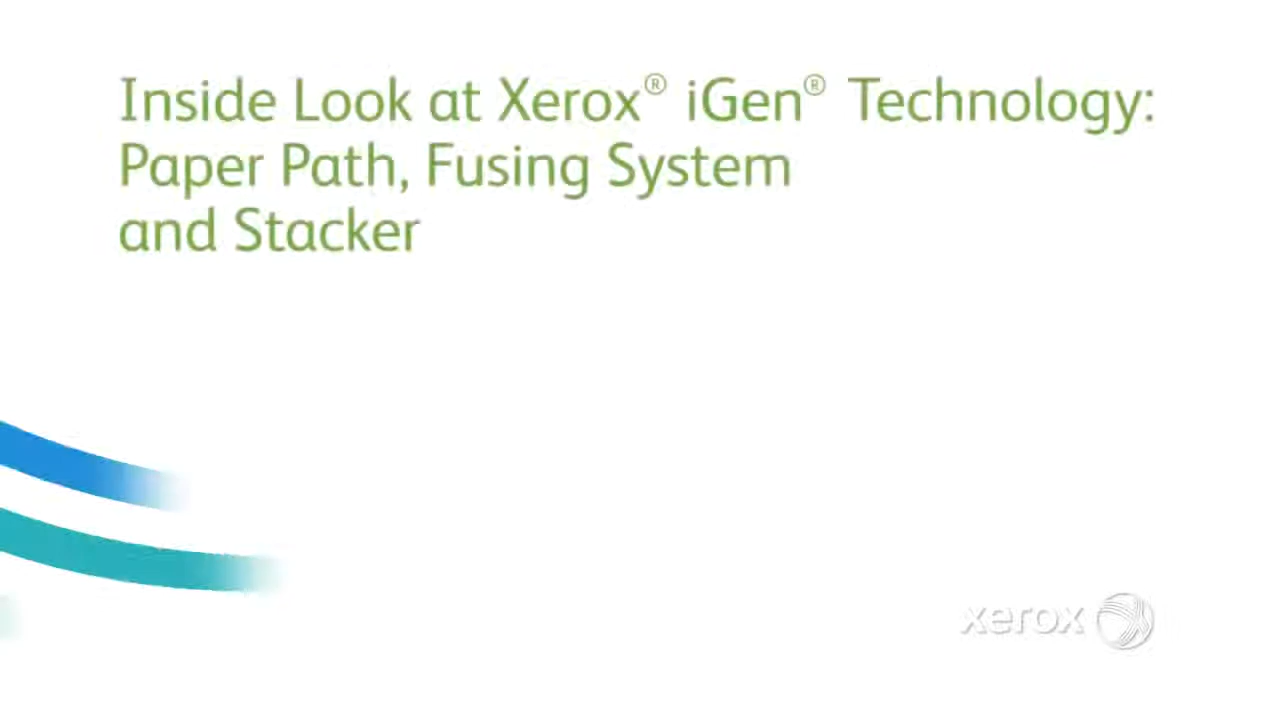 Inside Look at Xerox® iGen® Technology:
Paper Path, Fusing System
and Stacker
xerox